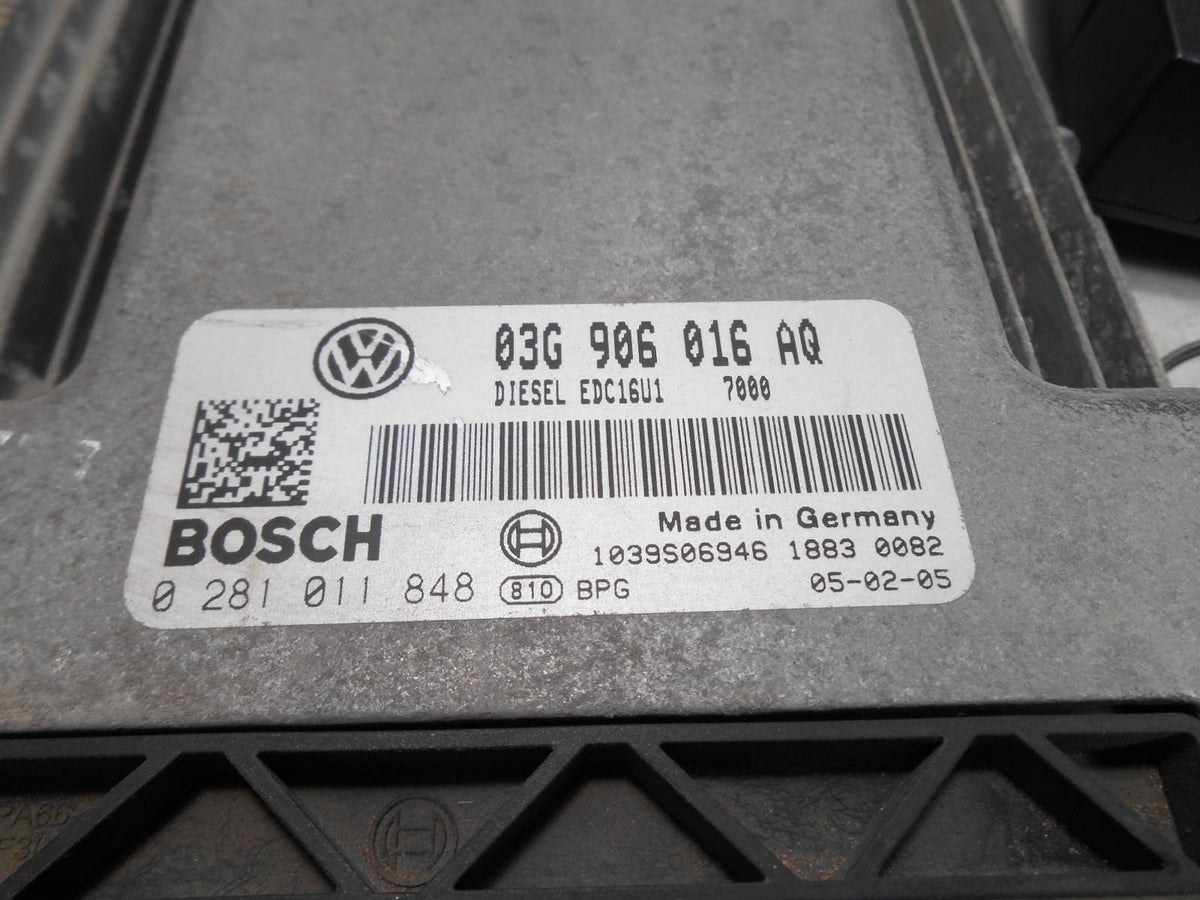 03G 906 016 AQ
DIESEL EDC16U1 7000
BOSCH
Made in Germany
1039S06946 1883 0082
0 281 011 848 810 BPG 05-02-05
PA66